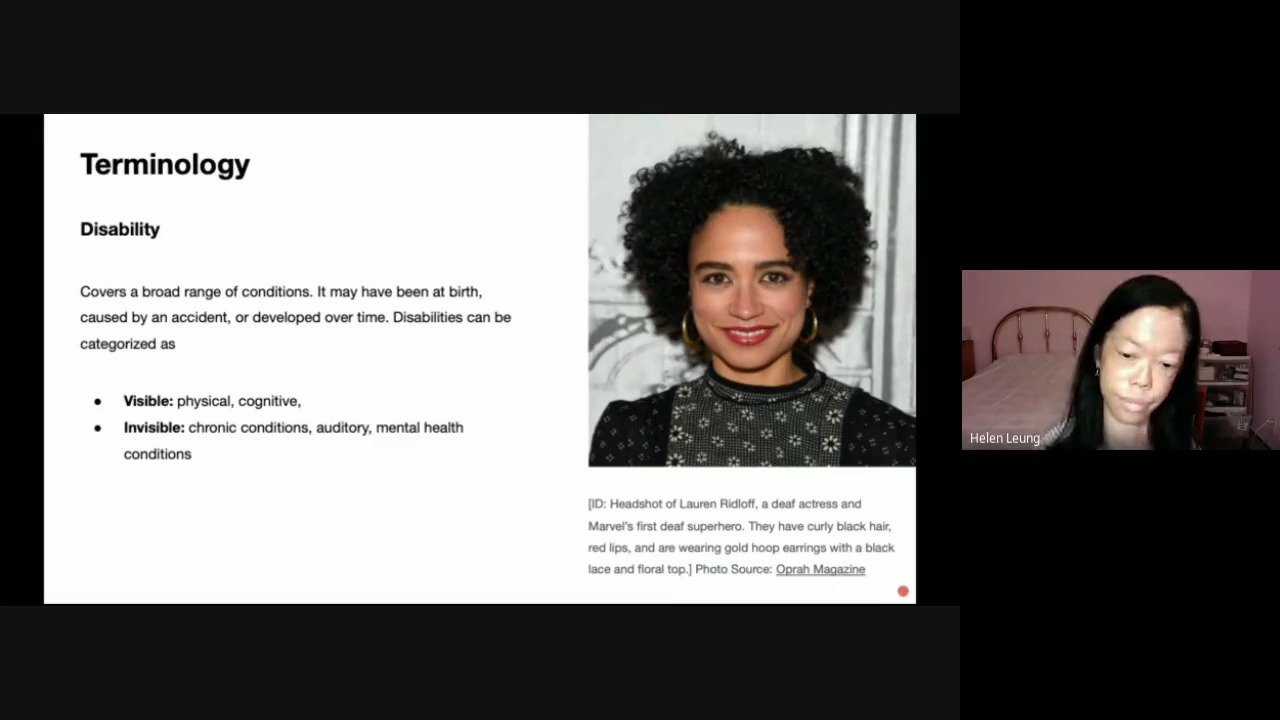 Terminology
Disability
Covers a broad range of conditions. It may have been at birth,
caused by an accident, or developed over time. Disabilities can be
categorized as
● Visible: physical, cognitive,
● Invisible: chronic conditions, auditory, mental health
conditions
[ID: Headshot of Lauren Ridloff, a deaf actress and
Marvel’s first deaf superhero. They have curly black hair,
red lips, and are wearing gold hoop earrings with a black
lace and floral top.] Photo Source: Oprah Magazine
Helen Leung